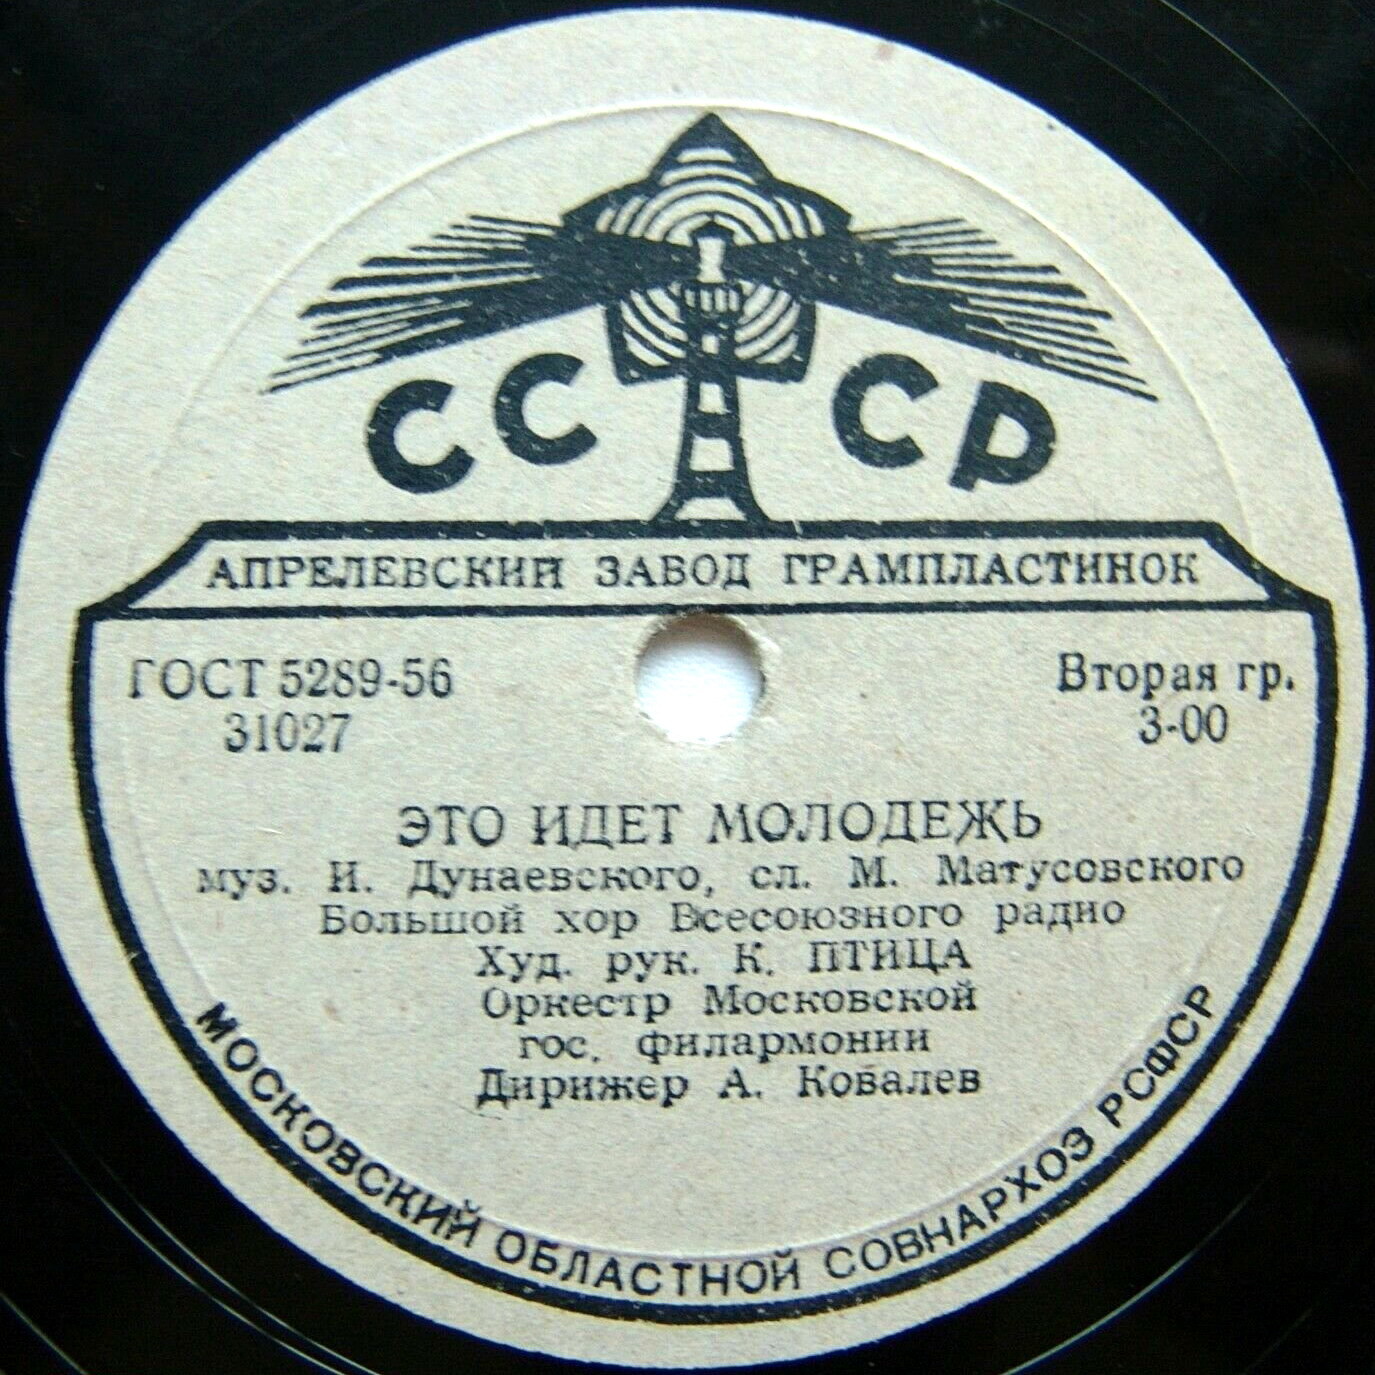 СССР
АПРЕЛЕВСКИЙ ЗАВОД ГРАМПЛАСТИНОК
ГОСТ 5289-56
31027
Вторая гр.
3-00
ЭТО ИДЕТ МОЛОДЕЖЬ
муз. И. Дунаевского, сл. М. Матусовского
Большой хор Всесоюзного радио
Худ. рук. К. ПТИЦА
Оркестр Московской
гос. филармонии
Дирижер А. Ковалев
МОСКОВСКИЙ ОБЛАСТНОЙ СОВНАРХОЗ РСФСР